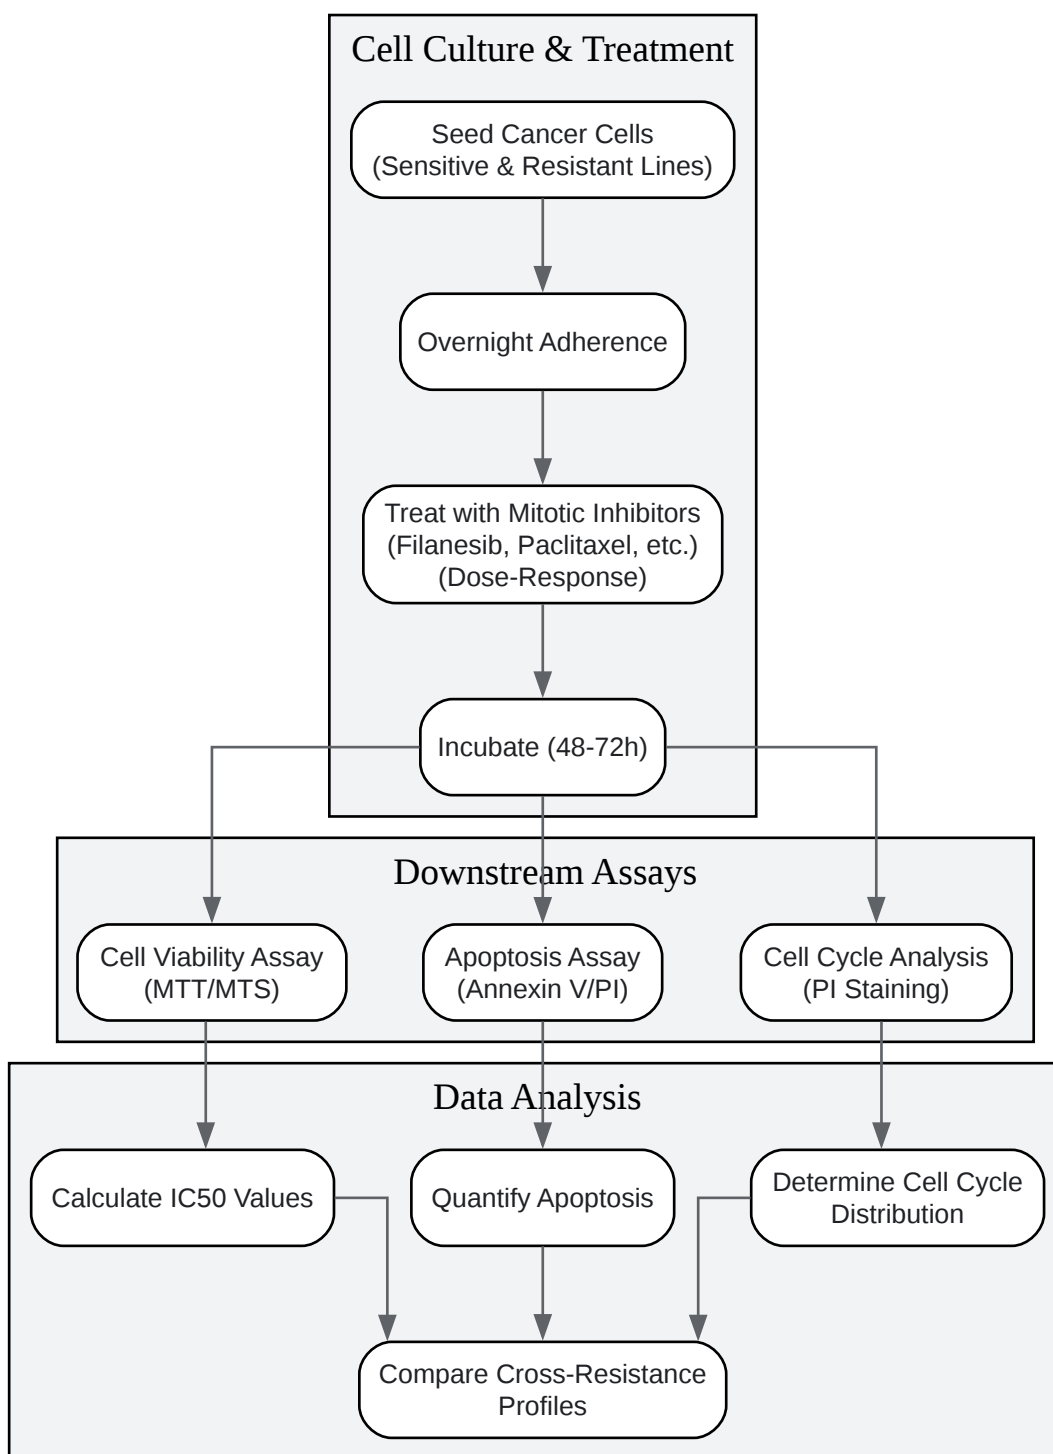 Cell Culture & Treatment
Seed Cancer Cells
(Sensitive & Resistant Lines)
Overnight Adherence
Treat with Mitotic Inhibitors
(Filanesib, Paclitaxel, etc.)
(Dose-Response)
Incubate (48-72h)
Downstream Assays
Cell Viability Assay
(MTT/MTS)
Apoptosis Assay
(Annexin V/PI)
Cell Cycle Analysis
(PI Staining)
Data Analysis
Calculate IC50 Values
Quantify Apoptosis
Determine Cell Cycle
Distribution
Compare Cross-Resistance
Profiles